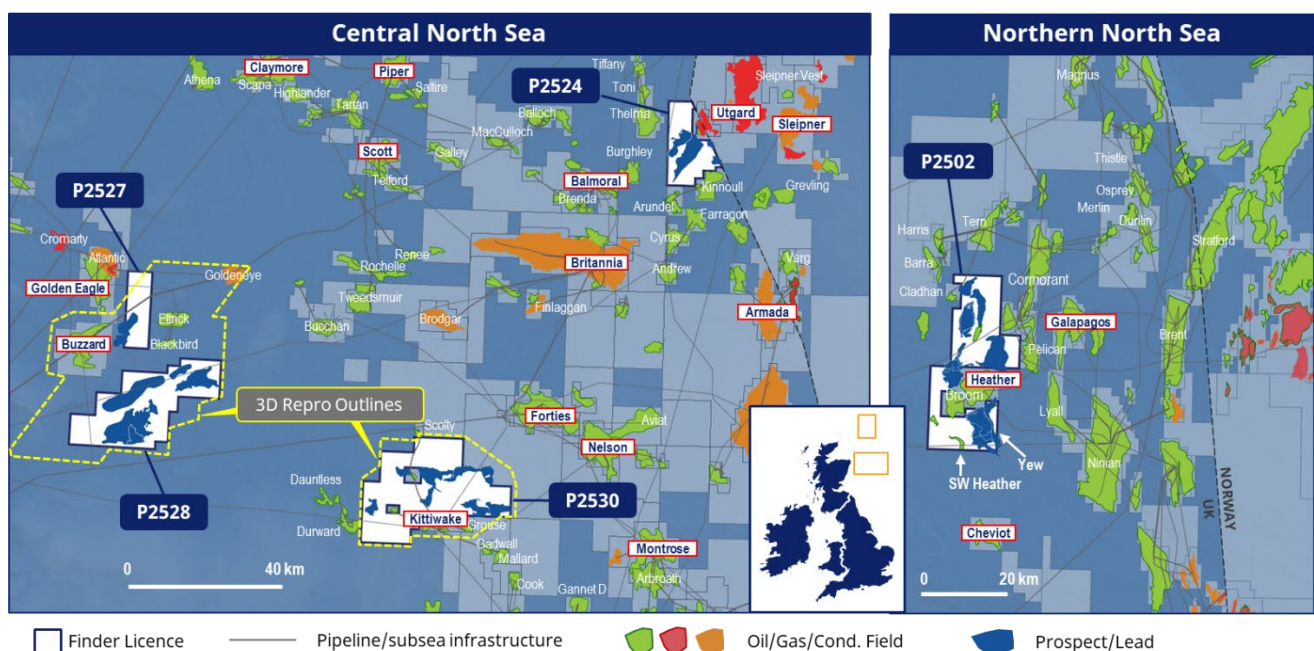 Central North Sea
Northern North Sea
Athena
Claymore
Scapa
Highlander
Tartan
Piper
Saltire
Scott
Telford
Galley
MacCulloch
Balloch
Tiffany
Toni
Thelma
P2524
Burghley
Balmoral
Brenda
Utgard
Sleipner Vest
Sleipner
Grevling
Kinnoull
Arundel
Farragon
Cyrus
Andrew
Varg
Armada
Britannia
Finlaggan
Brodgar
Renee
Rochelle
Tweedsmuir
Buchan
P2527
Cromarty
Atlantic
Golden Eagle
Goldeneye
Ettrick
Blackbird
Buzzard
3D Repro Outlines
P2528
Scolty
Forties
Nelson
Aviat
Dauntless
Durward
Kittiwake
P2530
Grouse
Gadwall
Mallard
Cook
Gannet D
Montrose
Arbroath
0 40 km
Magnus
P2502
Thistle
Osprey
Merlin
Dunlin
Stratford
Tern
Harris
Barra
Cladhan
Cormorant
Galapagos
Pelican
Brent
Heather
Broom
Lyall
Ninian
Yew
SW Heather
Cheviot
NORWAY
UK
0 20 km
Finder Licence
Pipeline/subsea infrastructure
Oil/Gas/Cond. Field
Prospect/Lead